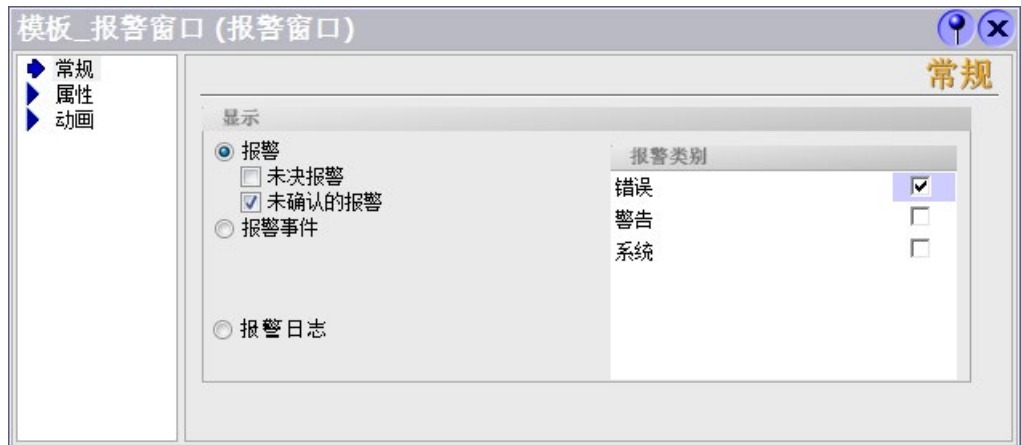 模板_报警窗口 (报警窗口)
常规
属性
动画
常规
显示
报警
未决报警
未确认的报警
报警事件
报警日志
报警类别
错误
警告
系统